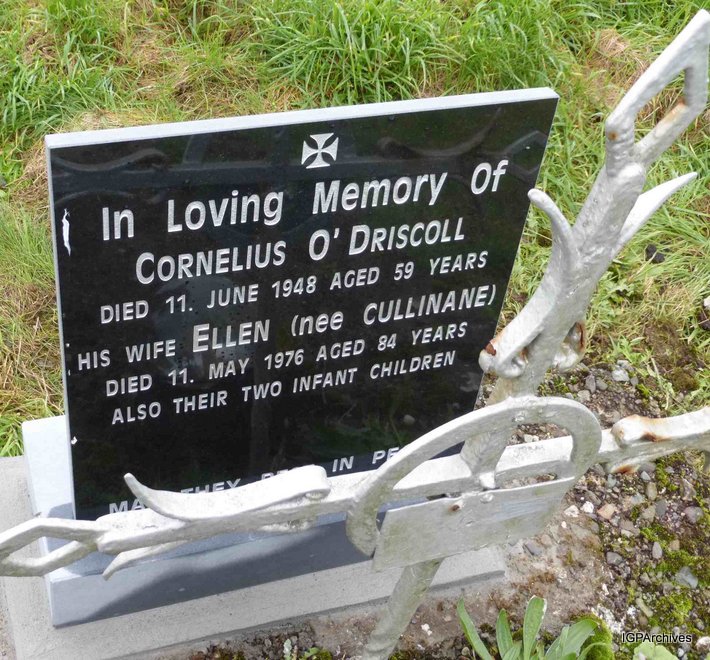 In Loving Memory Of
CORNELIUS O'DRISCOLL
DIED 11. JUNE 1948 AGED 59 YEARS
HIS WIFE ELLEN (nee CULLINANE)
DIED 11. MAY 1976 AGED 84 YEARS
ALSO THEIR TWO INFANT CHILDREN
THEY IN
IGPArchives